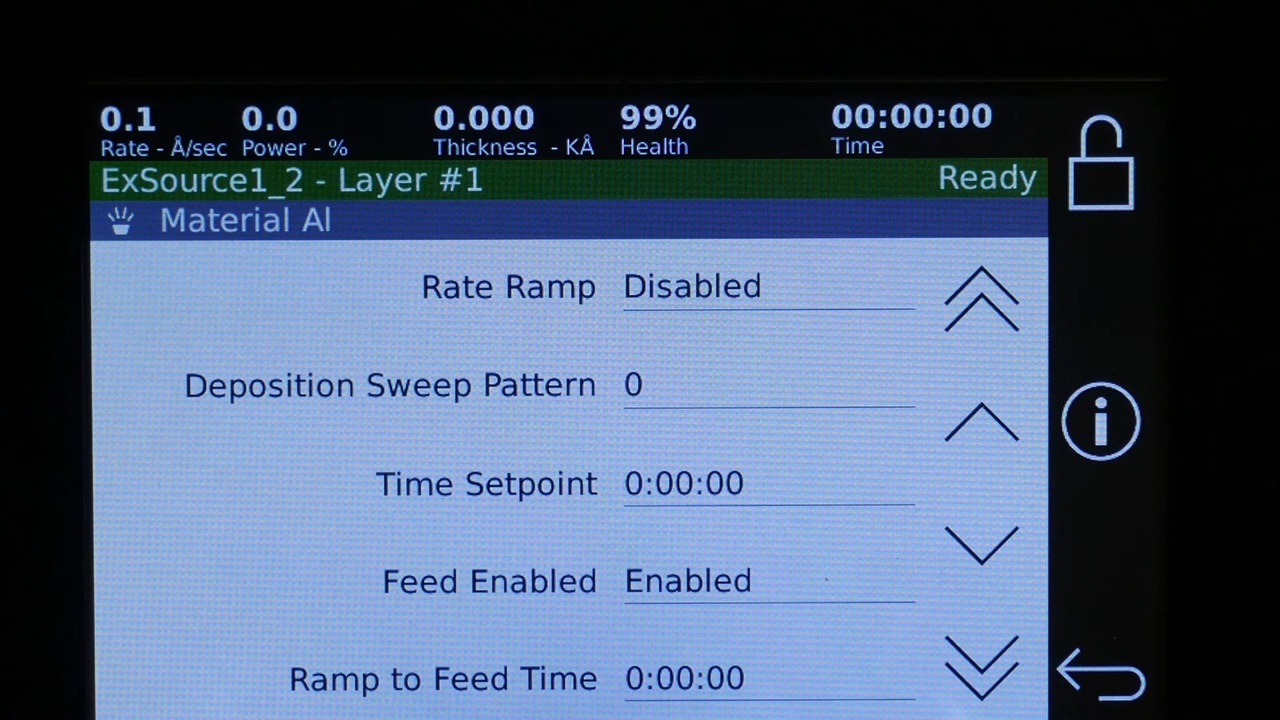 0.1 0.0 0.000 99% 00:00:00
Rate - Å/sec Power - % Thickness - KÅ Health Time
ExSource1_2 - Layer #1 Ready
Material Al
Rate Ramp Disabled
Deposition Sweep Pattern 0
Time Setpoint 0:00:00
Feed Enabled Enabled
Ramp to Feed Time 0:00:00